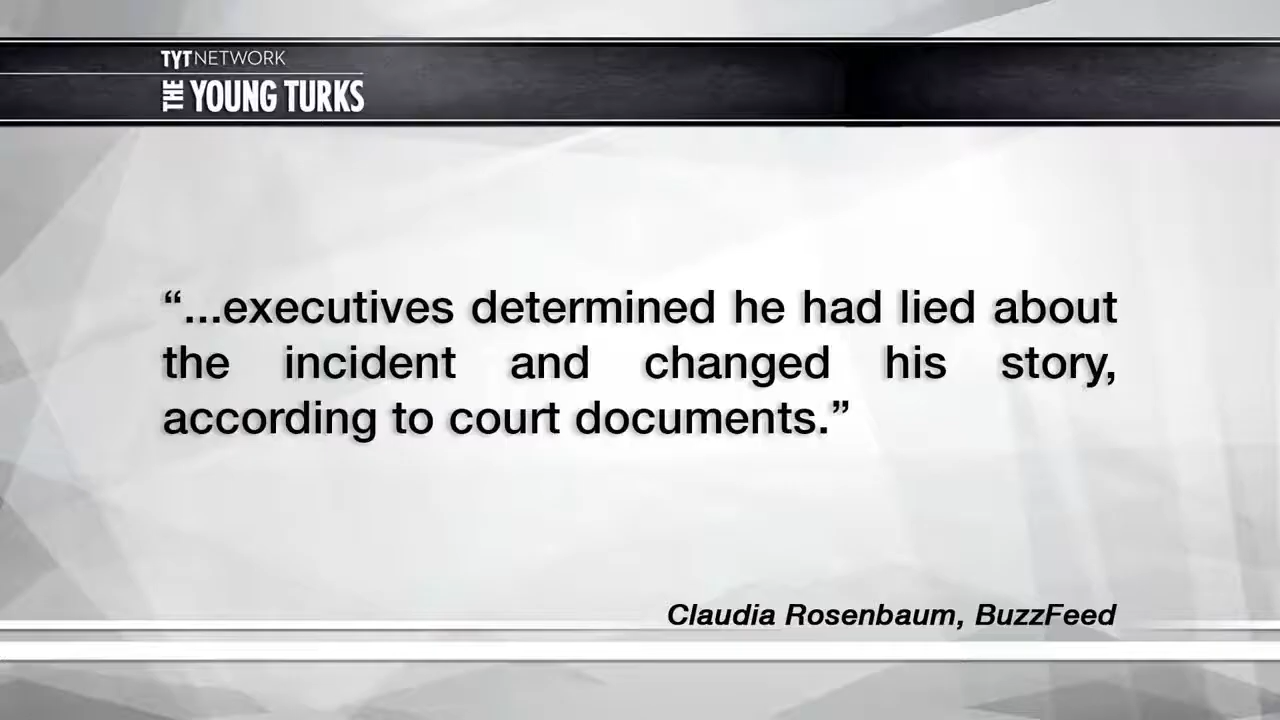 TYTNETWORK
THE YOUNG TURKS
“...executives determined he had lied about
the incident and changed his story,
according to court documents.”
Claudia Rosenbaum, BuzzFeed